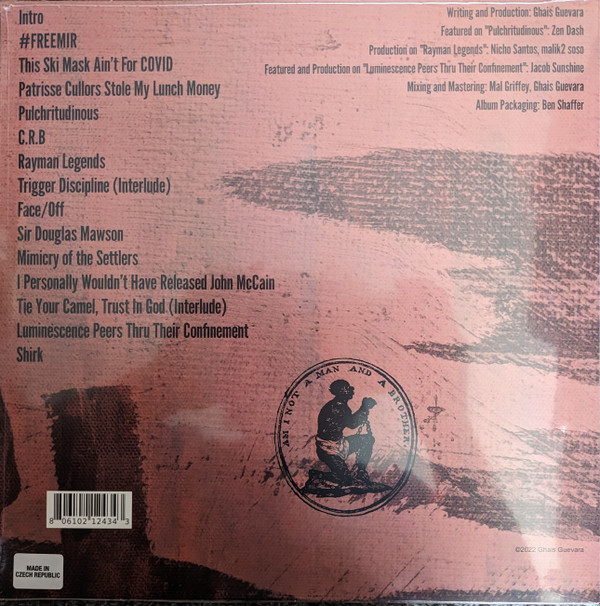 Intro
#FREEMIR
This Ski Mask Ain't For COVID
Patrisse Cullors Stole My Lunch Money
Pulchritudinous
C.R.B
Rayman Legends
Trigger Discipline (Interlude)
Face/Off
Sir Douglas Mawson
Mimicry of the Settlers
I Personally Wouldn't Have Released John McCain
Tie Your Camel, Trust In God (Interlude)
Luminescence Peers Thru Their Confinement
Shirk
Writing and Production: Ghais Guevara
Featured on "Pulchritudinous": Zen Dash
Production on "Rayman Legends": Nicho Santos, malik2 soso
Featured and Production on "Luminescence Peers Thru Their Confinement": Jacob Sunshine
Mixing and Mastering: Mal Griffey, Ghais Guevara
Album Packaging: Ben Shaffer
AM I NOT A MAN AND A BROTHER
8 06102 12434 3
MADE IN
CZECH REPUBLIC
©2022 Ghais Guevara